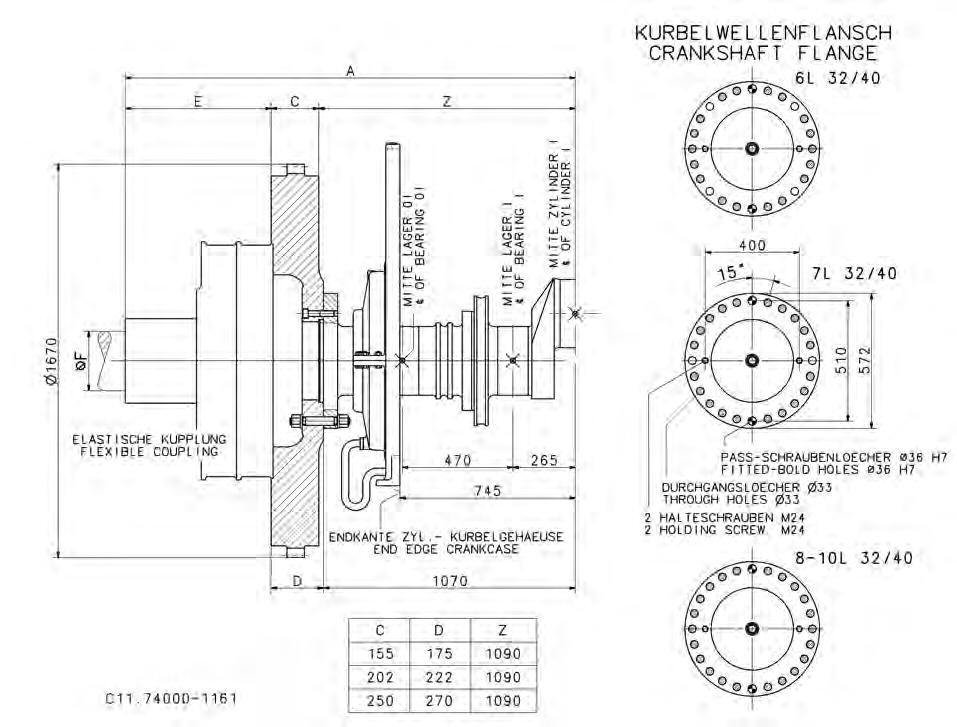 KURBELWELLENFLANSCH
CRANKSHAFT FLANGE
6L 32/40
A
E
C
Z
MITTE LAGER 01
℄ OF BEARING 01
MITTE LAGER 1
℄ OF BEARING 1
MITTE ZYLINDER 1
℄ OF CYLINDER 1
400
15°
7L 32/40
510
572
Ø1670
ØF
ELASTISCHE KUPPLUNG
FLEXIBLE COUPLING
470
265
745
PASS-SCHRAUBENLOECHER Ø36 H7
FITTED-BOLD HOLES Ø36 H7
DURCHGANGSLOECHER Ø33
THROUGH HOLES Ø33
2 HALTESCHRAUBEN M24
2 HOLDING SCREW M24
ENDKANTE ZYL.- KURBELGEHAEUSE
END EDGE CRANKCASE
8-10L 32/40
D
1070
C D Z
155 175 1090
202 222 1090
250 270 1090
C11.74000-1161